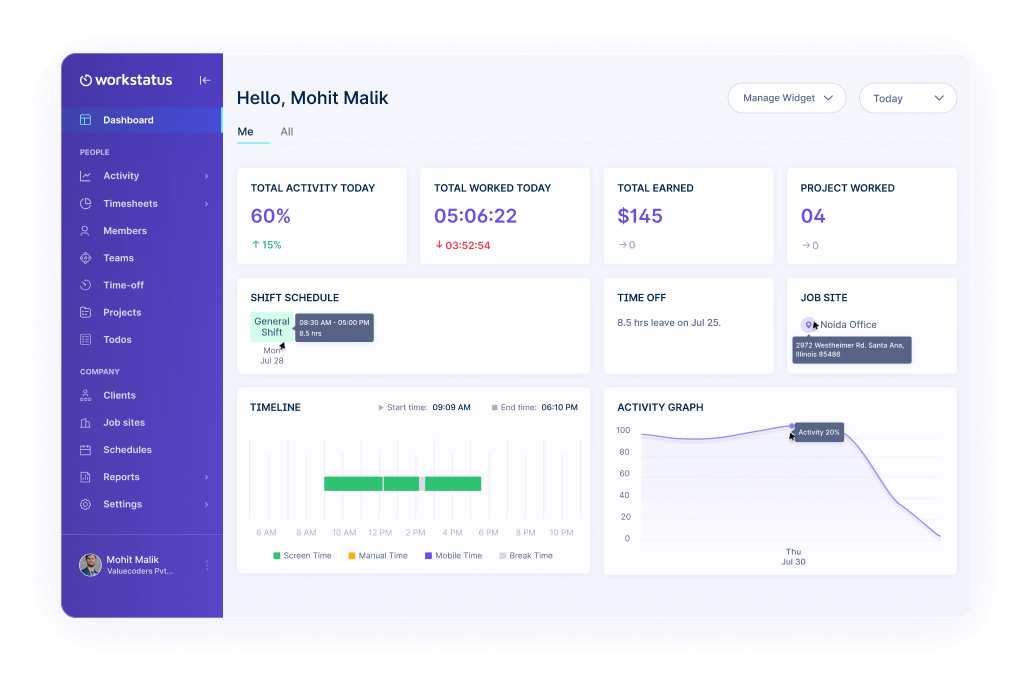 workstatus
Dashboard
PEOPLE
Activity
Timesheets
Members
Teams
Time-off
Projects
Todos
COMPANY
Clients
Job sites
Schedules
Reports
Settings
Mohit Malik
Valuecoders Pvt...
Hello, Mohit Malik
Manage Widget
Today
Me
All
TOTAL ACTIVITY TODAY
60%
↑ 15%
TOTAL WORKED TODAY
05:06:22
↓ 03:52:54
TOTAL EARNED
$145
→ 0
PROJECT WORKED
04
→ 0
SHIFT SCHEDULE
General
Shift
08:30 AM - 05:00 PM
8.5 hrs
Mon
Jul 28
TIME OFF
8.5 hrs leave on Jul 25.
JOB SITE
Noida Office
2972 Westheimer Rd. Santa Ana,
Illinois 85486
TIMELINE
Start time: 09:09 AM
End time: 06:10 PM
6 AM 8 AM 10 AM 12 PM 2 PM 4 PM 6 PM 8 PM 10 PM
Screen Time Manual Time Mobile Time Break Time
ACTIVITY GRAPH
100
80
60
40
20
0
Activity 20%
Thu
Jul 30